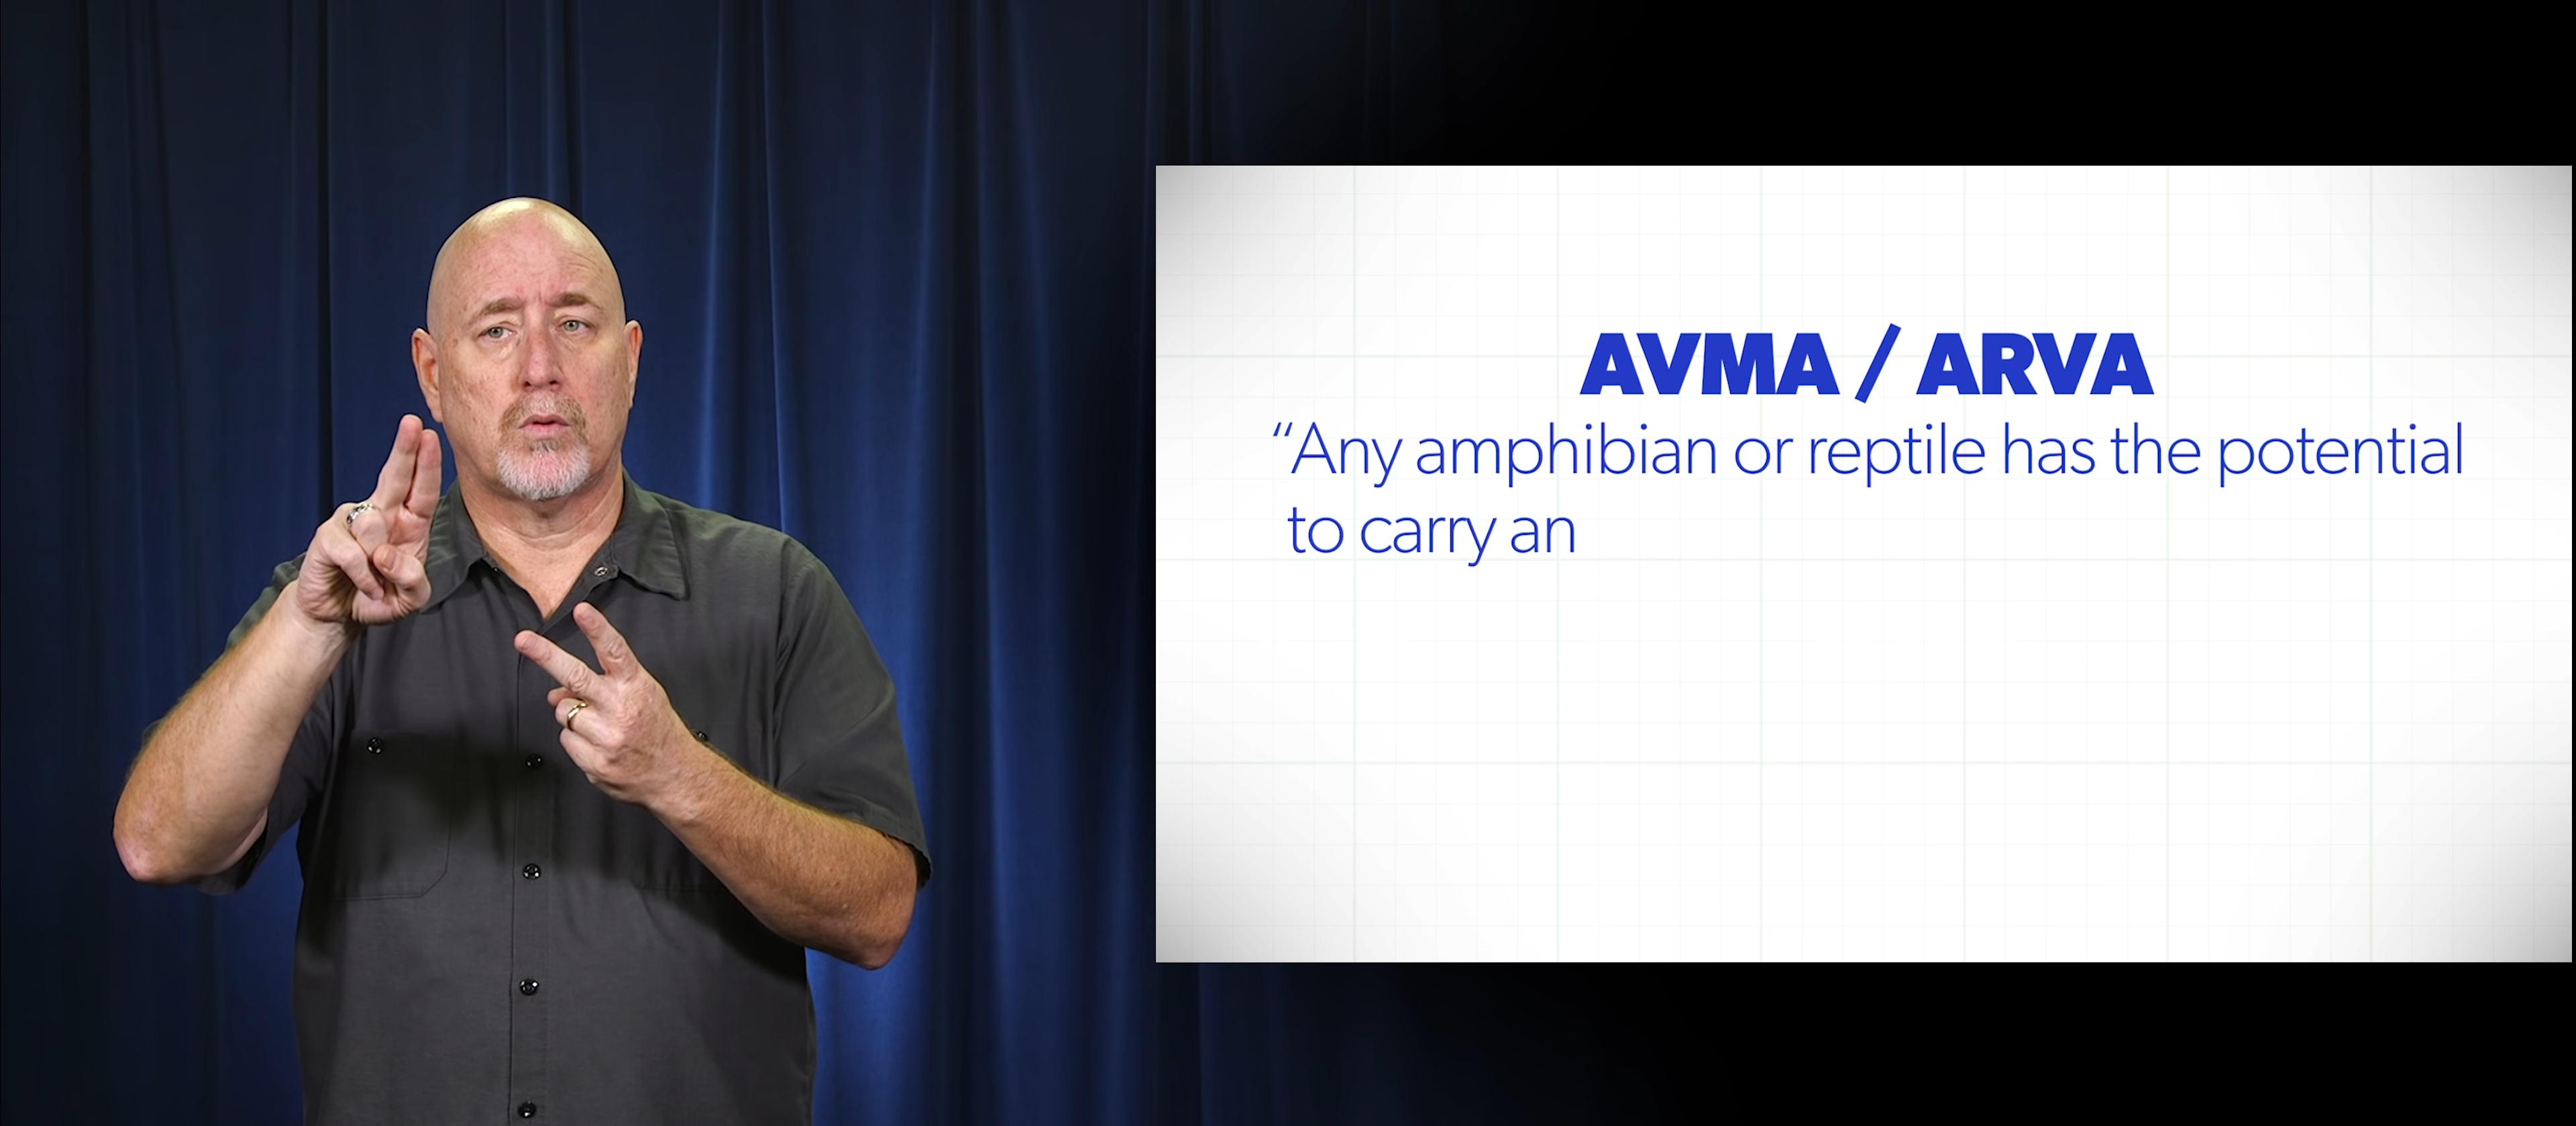 AVMA / ARVA
“Any amphibian or reptile has the potential
to carry an